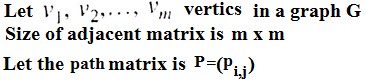 Let v₁, v₂,..., vₘ vertics in a graph G
Size of adjacent matrix is m x m
Let the path matrix is P=(Pᵢ,ⱼ)